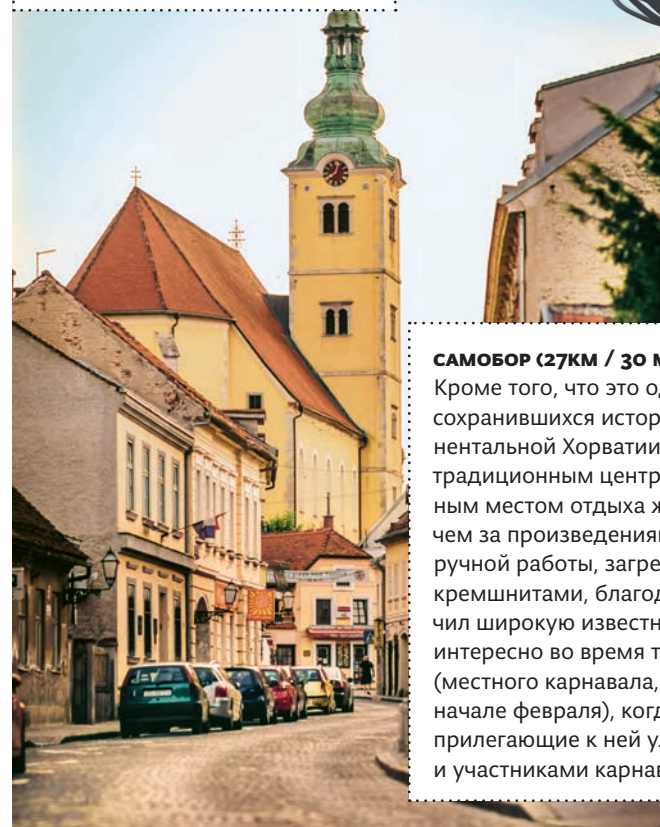 САМОБОР (27КМ / 30 М
Кроме того, что это од
сохранившихся истор
нентальной Хорватии
традиционным центр
ным местом отдыха ж
чем за произведениям
ручной работы, загре
кремшнитами, благод
чил широкую известн
интересно во время т
(местного карнавала,
начале февраля), когд
прилегающие к ней у
и участниками карнав